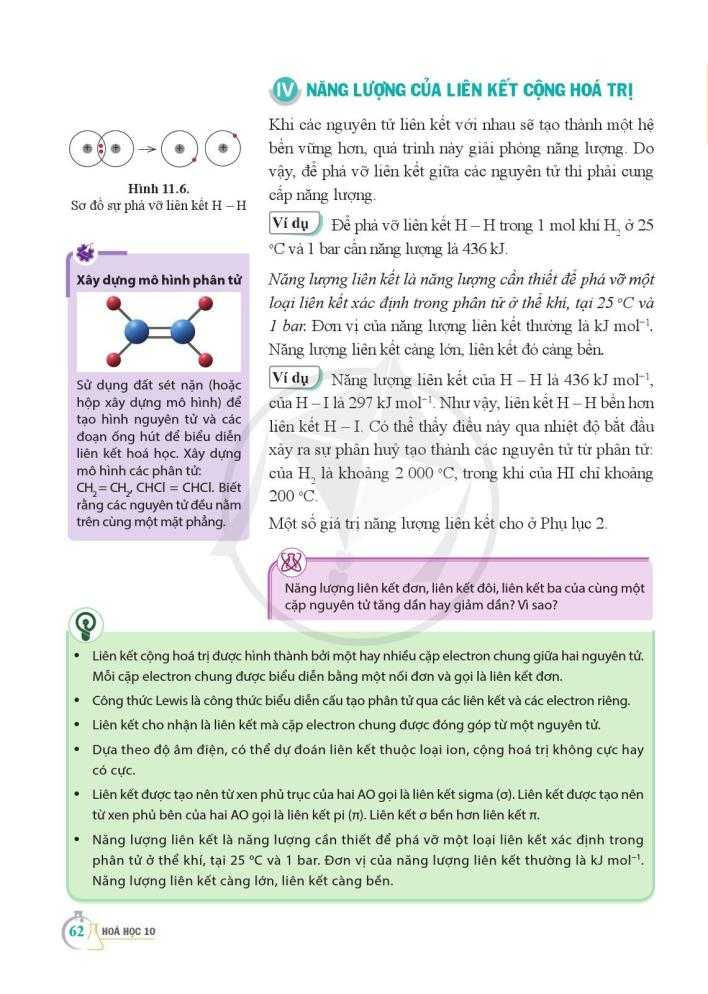 IV NĂNG LƯỢNG CỦA LIÊN KẾT CỘNG HOÁ TRỊ
Khi các nguyên tử liên kết với nhau sẽ tạo thành một hệ
bền vững hơn, quá trình này giải phóng năng lượng. Do
vậy, để phá vỡ liên kết giữa các nguyên tử thì phải cung
cấp năng lượng.
Ví dụ Để phá vỡ liên kết H – H trong 1 mol khí H₂ ở 25
°C và 1 bar cần năng lượng là 436 kJ.
Năng lượng liên kết là năng lượng cần thiết để phá vỡ một
loại liên kết xác định trong phân tử ở thể khí, tại 25 °C và
1 bar. Đơn vị của năng lượng liên kết thường là kJ mol⁻¹.
Năng lượng liên kết càng lớn, liên kết đó càng bền.
Ví dụ Năng lượng liên kết của H – H là 436 kJ mol⁻¹,
của H – I là 297 kJ mol⁻¹. Như vậy, liên kết H – H bền hơn
liên kết H – I. Có thể thấy điều này qua nhiệt độ bắt đầu
xảy ra sự phân huỷ tạo thành các nguyên tử từ phân tử:
của H₂ là khoảng 2 000 °C, trong khi của HI chỉ khoảng
200 °C.
Một số giá trị năng lượng liên kết cho ở Phụ lục 2.
+ + + +
Hình 11.6.
Sơ đồ sự phá vỡ liên kết H – H
Xây dựng mô hình phân tử
Sử dụng đất sét nặn (hoặc
hộp xây dựng mô hình) để
tạo hình nguyên tử và các
đoạn ống hút để biểu diễn
liên kết hoá học. Xây dựng
mô hình các phân tử:
CH₂ = CH₂, CHCl = CHCl. Biết
rằng các nguyên tử đều nằm
trên cùng một mặt phẳng.
Năng lượng liên kết đơn, liên kết đôi, liên kết ba của cùng một
cặp nguyên tử tăng dần hay giảm dần? Vì sao?
• Liên kết cộng hoá trị được hình thành bởi một hay nhiều cặp electron chung giữa hai nguyên tử.
Mỗi cặp electron chung được biểu diễn bằng một nối đơn và gọi là liên kết đơn.
• Công thức Lewis là công thức biểu diễn cấu tạo phân tử qua các liên kết và các electron riêng.
• Liên kết cho nhận là liên kết mà cặp electron chung được đóng góp từ một nguyên tử.
• Dựa theo độ âm điện, có thể dự đoán liên kết thuộc loại ion, cộng hoá trị không cực hay
có cực.
• Liên kết được tạo nên từ xen phủ trục của hai AO gọi là liên kết sigma (σ). Liên kết được tạo nên
từ xen phủ bên của hai AO gọi là liên kết pi (π). Liên kết σ bền hơn liên kết π.
• Năng lượng liên kết là năng lượng cần thiết để phá vỡ một loại liên kết xác định trong
phân tử ở thể khí, tại 25 °C và 1 bar. Đơn vị của năng lượng liên kết thường là kJ mol⁻¹.
Năng lượng liên kết càng lớn, liên kết càng bền.
62 HOÁ HỌC 10